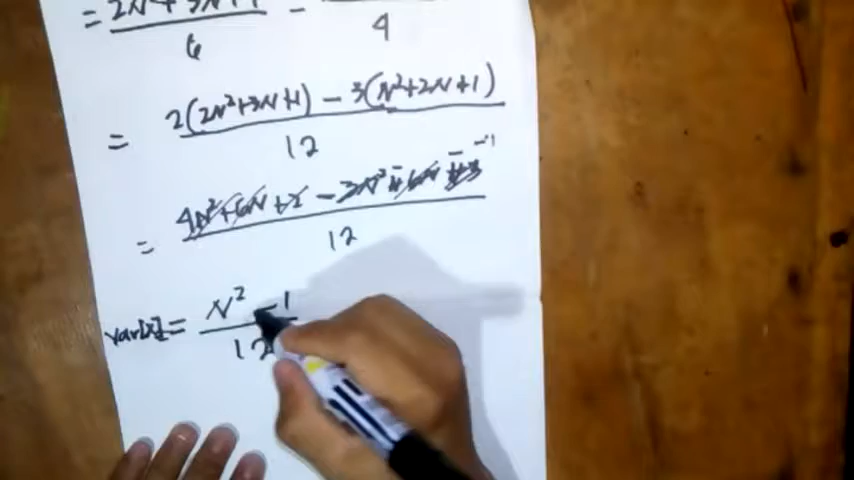 = 2N²+3N+1/6 - /4
= 2(2N²+3N+1) - 3(N²+2N+1)/12
= 4N²+6N+2 - 3N² - 6N - 3 -1/12
Var[X] = N² - 1/12